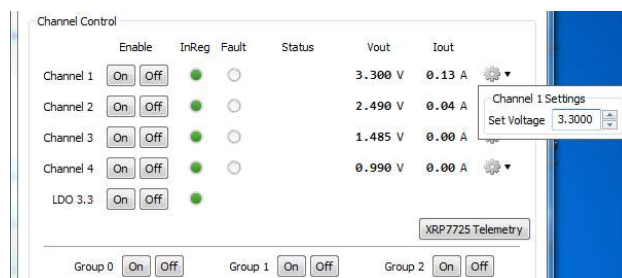 Channel Control
Enable InReg Fault Status Vout Iout
Channel 1 On Off 3.300 V 0.13 A
Channel 1 Settings
Channel 2 On Off 2.490 V 0.04 A
Set Voltage 3.3000
Channel 3 On Off 1.485 V 0.00 A
Channel 4 On Off 0.990 V 0.00 A
LDO 3.3 On Off
XRP7725 Telemetry
Group 0 On Off Group 1 On Off Group 2 On Off